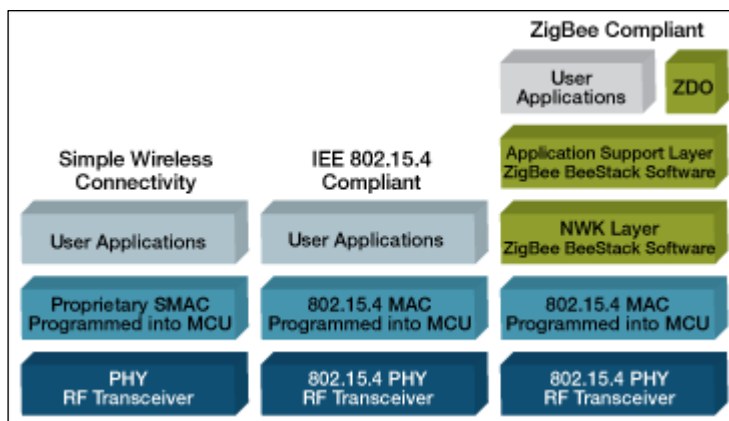 Simple Wireless
Connectivity
User Applications
Proprietary SMAC
Programmed into MCU
PHY
RF Transceiver
IEE 802.15.4
Compliant
User Applications
802.15.4 MAC
Programmed into MCU
802.15.4 PHY
RF Transceiver
ZigBee Compliant
User
Applications
ZDO
Application Support Layer
ZigBee BeeStack Software
NWK Layer
ZigBee BeeStack Software
802.15.4 MAC
Programmed into MCU
802.15.4 PHY
RF Transceiver